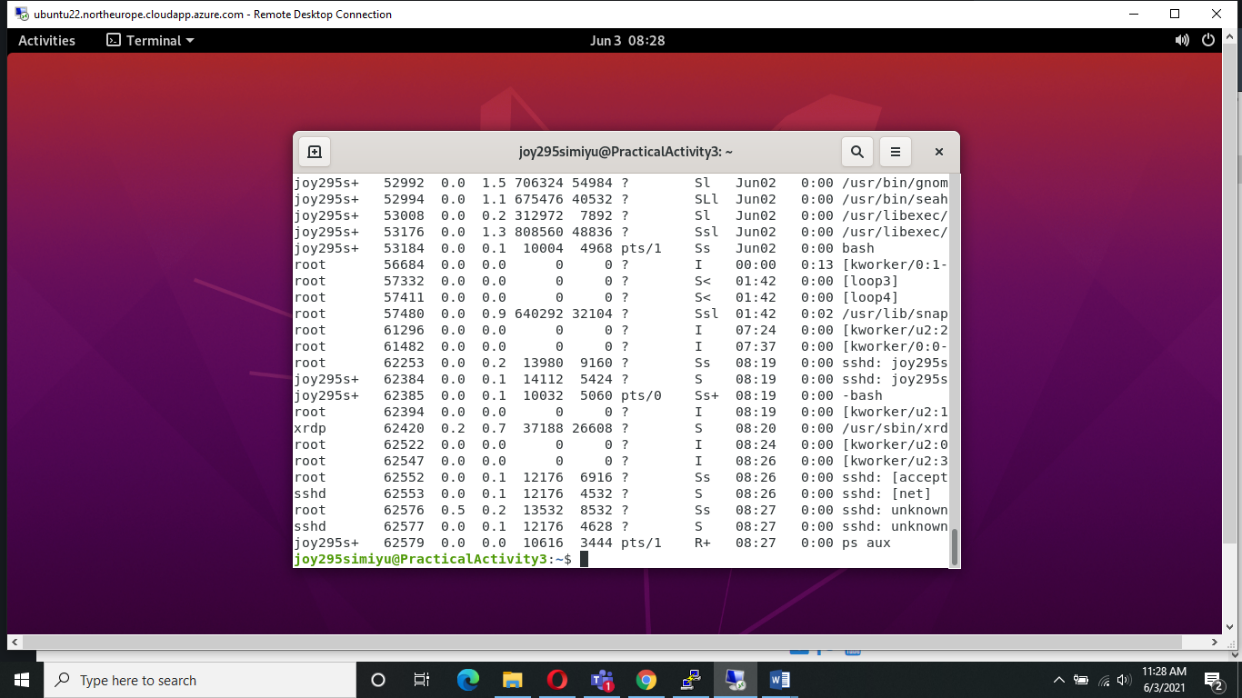 ubuntu22.northeurope.cloudapp.azure.com - Remote Desktop Connection
Activities Terminal Jun 3 08:28
joy295simiyu@PracticalActivity3: ~
joy295s+ 52992 0.0 1.5 706324 54984 ? Sl Jun02 0:00 /usr/bin/gnom
joy295s+ 52994 0.0 1.1 675476 40532 ? SLl Jun02 0:00 /usr/bin/seah
joy295s+ 53008 0.0 0.2 312972 7892 ? Sl Jun02 0:00 /usr/libexec/
joy295s+ 53176 0.0 1.3 808560 48836 ? Ssl Jun02 0:00 /usr/libexec/
joy295s+ 53184 0.0 0.1 10004 4968 pts/1 Ss Jun02 0:00 bash
root 56684 0.0 0.0 0 0 ? I 00:00 0:13 [kworker/0:1-
root 57332 0.0 0.0 0 0 ? S< 01:42 0:00 [loop3]
root 57411 0.0 0.0 0 0 ? S< 01:42 0:00 [loop4]
root 57480 0.0 0.9 640292 32104 ? Ssl 01:42 0:02 /usr/lib/snap
root 61296 0.0 0.0 0 0 ? I 07:24 0:00 [kworker/u2:2
root 61482 0.0 0.0 0 0 ? I 07:37 0:00 [kworker/0:0-
root 62253 0.0 0.2 13980 9160 ? Ss 08:19 0:00 sshd: joy295s
joy295s+ 62384 0.0 0.1 14112 5424 ? S 08:19 0:00 sshd: joy295s
joy295s+ 62385 0.0 0.1 10032 5060 pts/0 Ss+ 08:19 0:00 -bash
root 62394 0.0 0.0 0 0 ? I 08:19 0:00 [kworker/u2:1
xrdp 62420 0.2 0.7 37188 26608 ? S 08:20 0:00 /usr/sbin/xrd
root 62522 0.0 0.0 0 0 ? I 08:24 0:00 [kworker/u2:0
root 62547 0.0 0.0 0 0 ? I 08:26 0:00 [kworker/u2:3
root 62552 0.0 0.1 12176 6916 ? Ss 08:26 0:00 sshd: [accept
sshd 62553 0.0 0.1 12176 4532 ? S 08:26 0:00 sshd: [net]
root 62576 0.5 0.2 13532 8532 ? Ss 08:27 0:00 sshd: unknown
sshd 62577 0.0 0.1 12176 4628 ? S 08:27 0:00 sshd: unknown
joy295s+ 62579 0.0 0.0 10616 3444 pts/1 R+ 08:27 0:00 ps aux
joy295simiyu@PracticalActivity3:~$
Type here to search
11:28 AM
6/3/2021
1
2